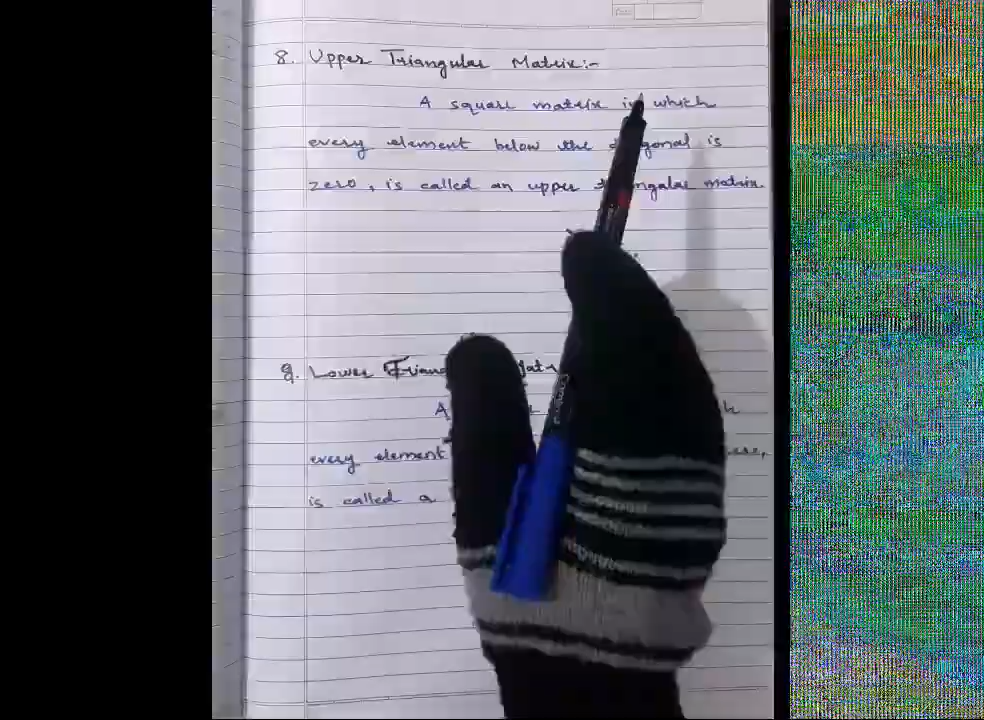 Date
8. Upper Triangular Matrix:-
A square matrix in which
every element below the diagonal is
zero, is called an upper triangular matrix.
9. Lower
A
every element
is called a